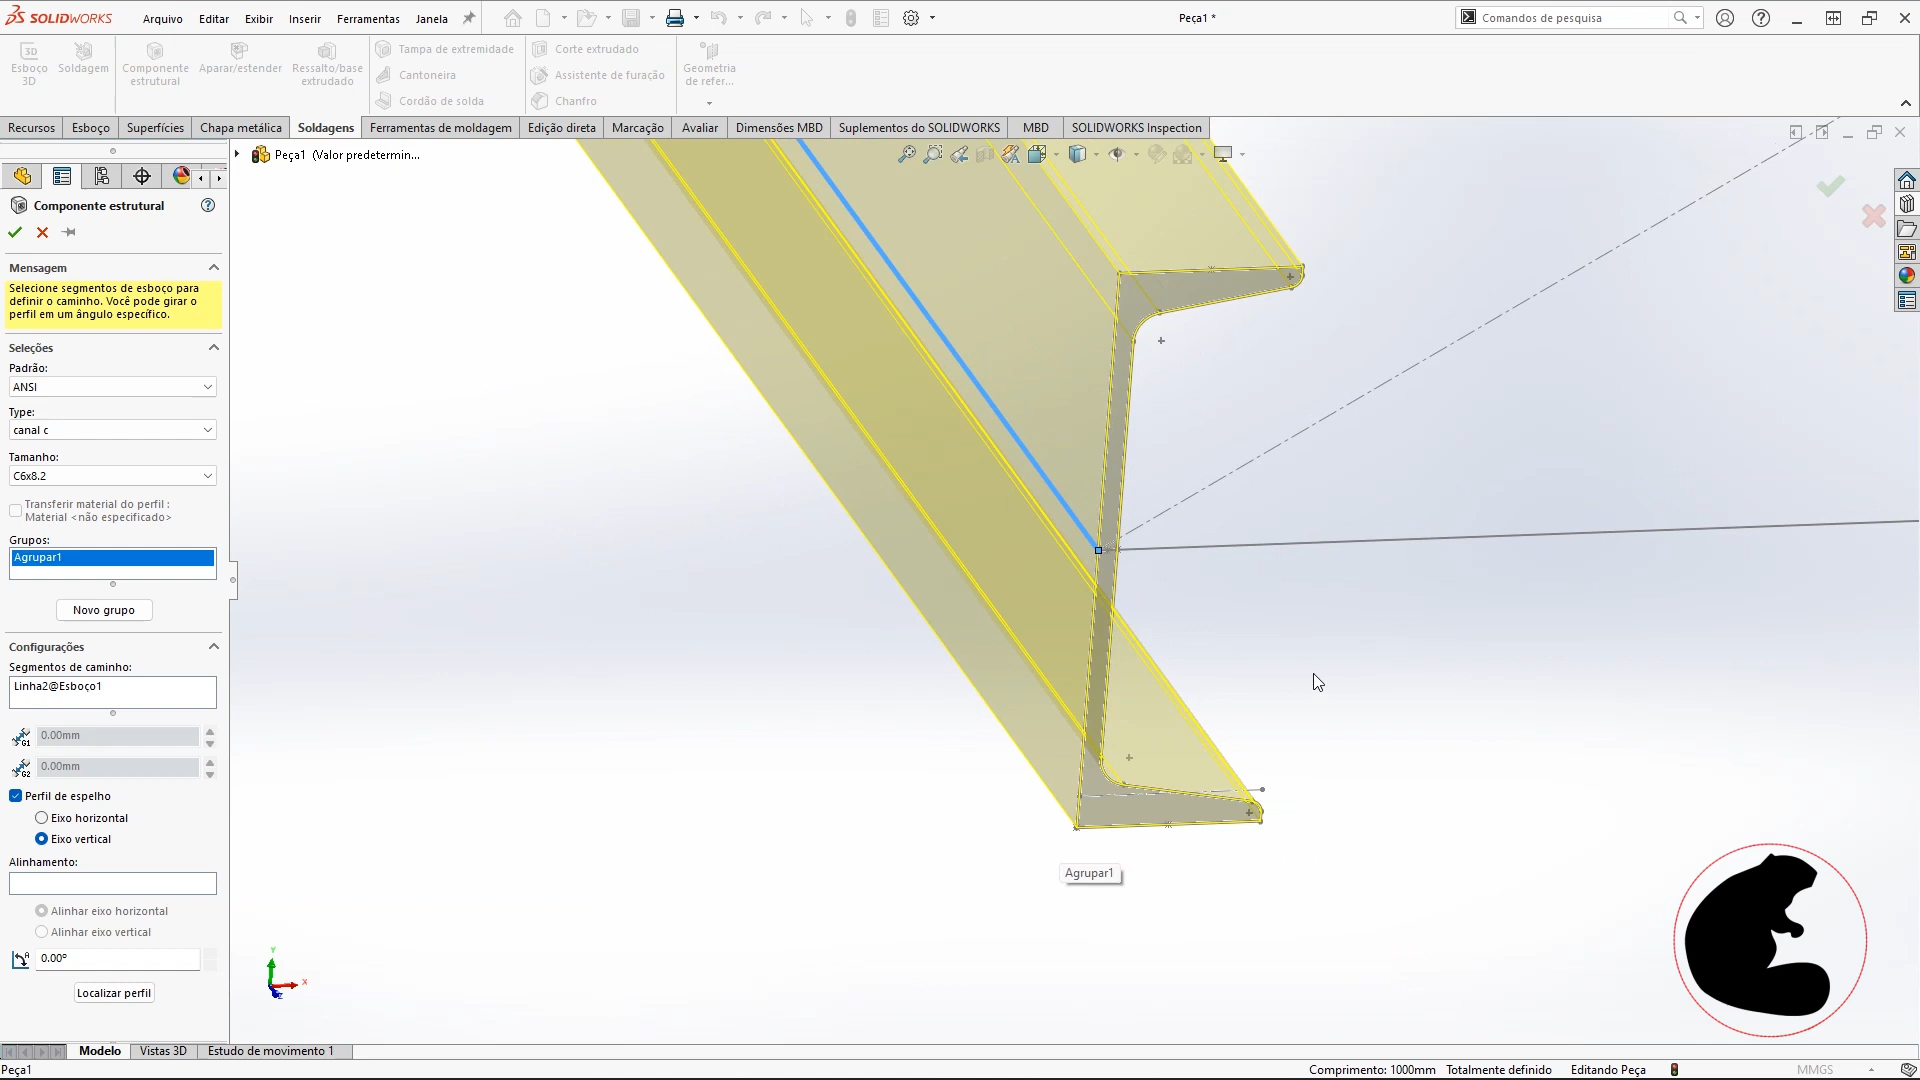 SOLIDWORKS
Arquivo Editar Exibir Inserir Ferramentas Janela
Peça1 *
Comandos de pesquisa
Esboço 3D
Soldagem
Componente estrutural
Aparar/estender
Ressalto/base extrudado
Tampa de extremidade
Cantoneira
Cordão de solda
Corte extrudado
Assistente de furação
Chanfro
Geometria de refer...
Recursos Esboço Superfícies Chapa metálica Soldagens Ferramentas de moldagem Edição direta Marcação Avaliar Dimensões MBD Suplementos do SOLIDWORKS MBD SOLIDWORKS Inspection
Peça1 (Valor predetermin...
Componente estrutural
Mensagem
Selecione segmentos de esboço para
definir o caminho. Você pode girar o
perfil em um ângulo específico.
Seleções
Padrão:
ANSI
Type:
canal c
Tamanho:
C6x8.2
Transferir material do perfil :
Material <não especificado>
Grupos:
Agrupar1
Novo grupo
Configurações
Segmentos de caminho:
Linha2@Esboço1
G1 0.00mm
G2 0.00mm
Perfil de espelho
Eixo horizontal
Eixo vertical
Alinhamento:
Alinhar eixo horizontal
Alinhar eixo vertical
0.00º
Localizar perfil
Agrupar1
Y
X
Z
Modelo Vistas 3D Estudo de movimento 1
Peça1
Comprimento: 1000mm Totalmente definido Editando Peça MMGS